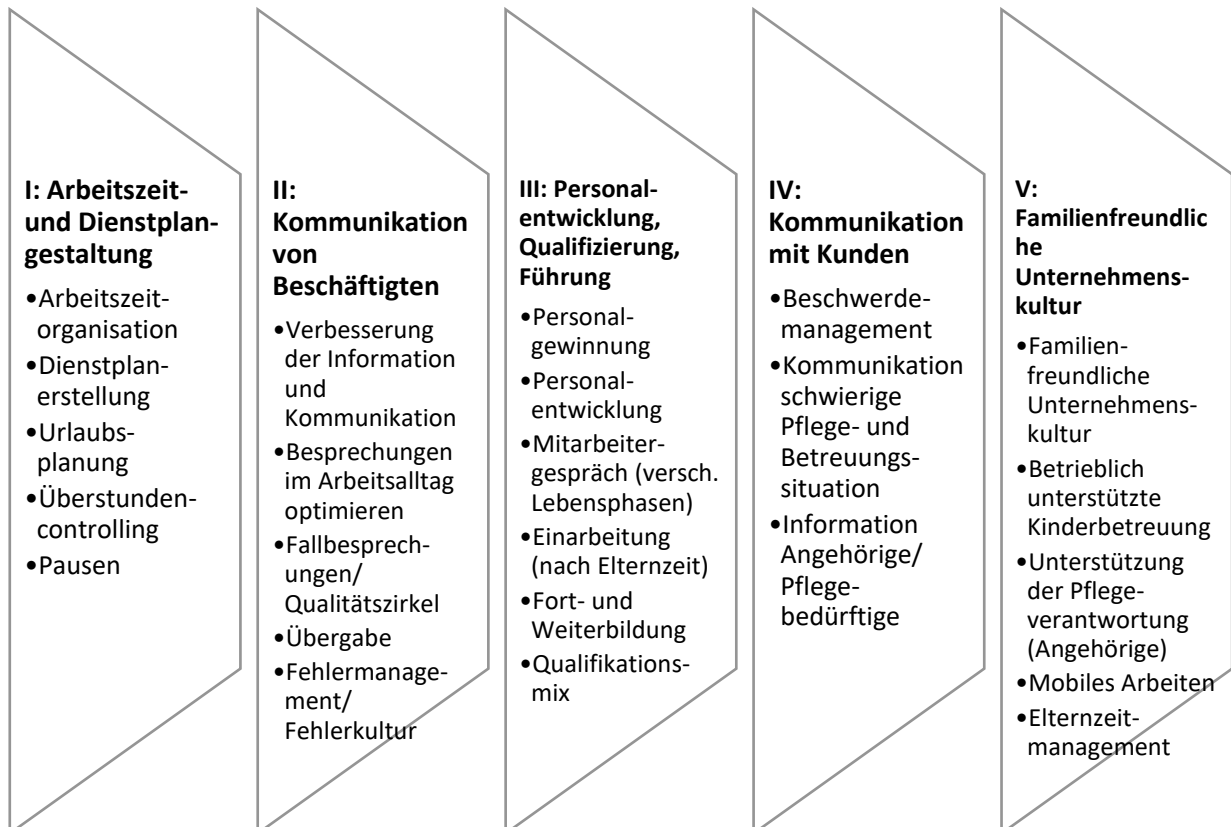 I: Arbeitszeit-
und Dienstplan-
gestaltung
•Arbeitszeit-
organisation
•Dienstplan-
erstellung
•Urlaubs-
planung
•Überstunden-
controlling
•Pausen
II:
Kommunikation
von
Beschäftigten
•Verbesserung
der Information
und
Kommunikation
•Besprechungen
im Arbeitsalltag
optimieren
•Fallbesprech-
ungen/
Qualitätszirkel
•Übergabe
•Fehlermanage-
ment/
Fehlerkultur
III: Personal-
entwicklung,
Qualifizierung,
Führung
•Personal-
gewinnung
•Personal-
entwicklung
•Mitarbeiter-
gespräch (versch.
Lebensphasen)
•Einarbeitung
(nach Elternzeit)
•Fort- und
Weiterbildung
•Qualifikations-
mix
IV:
Kommunikation
mit Kunden
•Beschwerde-
management
•Kommunikation
schwierige
Pflege- und
Betreuungs-
situation
•Information
Angehörige/
Pflege-
bedürftige
V:
Familienfreundlic
he
Unternehmens-
kultur
•Familien-
freundliche
Unternehmens-
kultur
•Betrieblich
unterstützte
Kinderbetreuung
•Unterstützung
der Pflege-
verantwortung
(Angehörige)
•Mobiles Arbeiten
•Elternzeit-
management